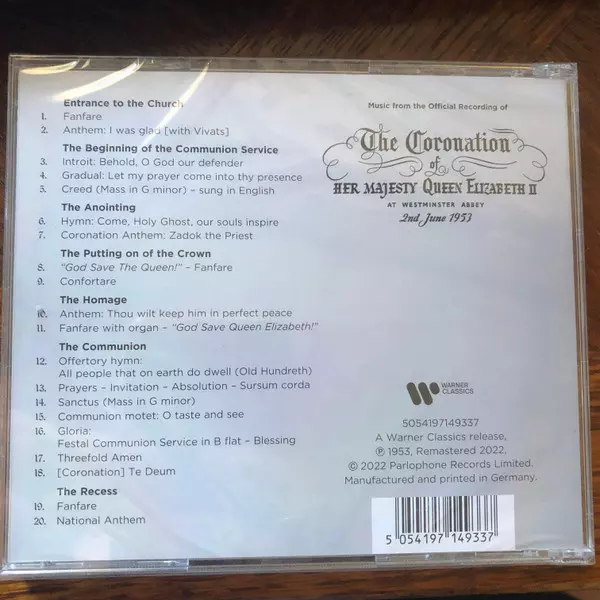 Entrance to the Church
1. Fanfare
2. Anthem: I was glad [with Vivats]
The Beginning of the Communion Service
3. Introit: Behold, O God our defender
4. Gradual: Let my prayer come into thy presence
5. Creed (Mass in G minor) – sung in English
The Anointing
6. Hymn: Come, Holy Ghost, our souls inspire
7. Coronation Anthem: Zadok the Priest
The Putting on of the Crown
8. "God Save The Queen!" – Fanfare
9. Confortare
The Homage
10. Anthem: Thou wilt keep him in perfect peace
11. Fanfare with organ – "God Save Queen Elizabeth!"
The Communion
12. Offertory hymn:
All people that on earth do dwell (Old Hundreth)
13. Prayers – Invitation – Absolution – Sursum corda
14. Sanctus (Mass in G minor)
15. Communion motet: O taste and see
16. Gloria:
Festal Communion Service in B flat – Blessing
17. Threefold Amen
18. [Coronation] Te Deum
The Recess
19. Fanfare
20. National Anthem
Music from the Official Recording of
The Coronation
of
HER MAJESTY QUEEN ELIZABETH II
AT WESTMINSTER ABBEY
2nd June 1953
WARNER
CLASSICS
5054197149337
A Warner Classics release,
℗ 1953, Remastered 2022.
© 2022 Parlophone Records Limited.
Manufactured and printed in Germany.
5 054197 149337